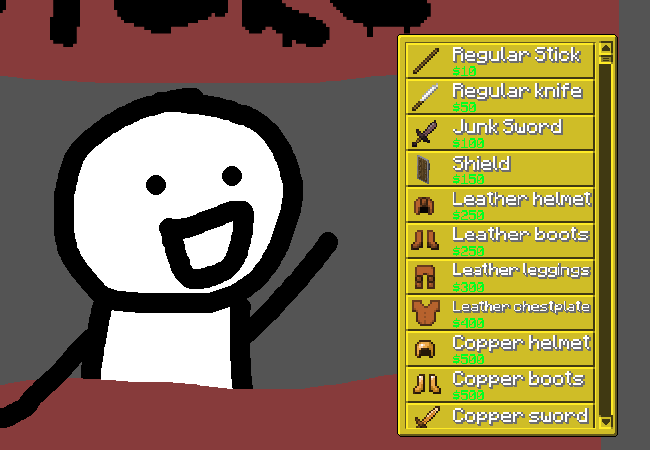 Regular Stick
$10
Regular knife
$50
Junk Sword
$100
Shield
$150
Leather helmet
$250
Leather boots
$250
Leather leggings
$300
Leather chestplate
$400
Copper helmet
$500
Copper boots
$500
Copper sword